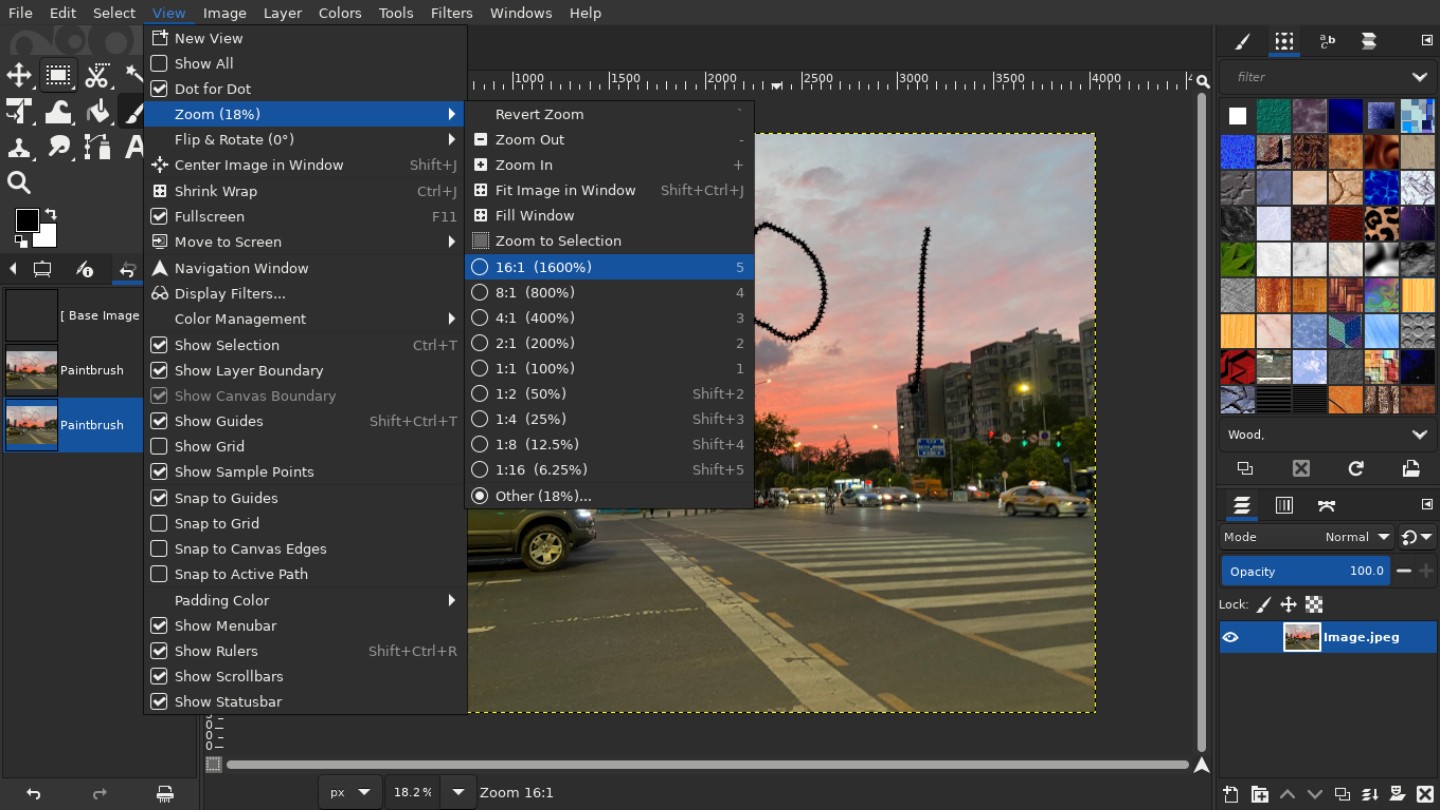 File Edit Select View Image Layer Colors Tools Filters Windows Help
New View
Show All
Dot for Dot
Zoom (18%)
Flip & Rotate (0°)
Center Image in Window Shift+J
Shrink Wrap Ctrl+J
Fullscreen F11
Move to Screen
Navigation Window
Display Filters...
Color Management
Show Selection Ctrl+T
Show Layer Boundary
Show Canvas Boundary
Show Guides Shift+Ctrl+T
Show Grid
Show Sample Points
Snap to Guides
Snap to Grid
Snap to Canvas Edges
Snap to Active Path
Padding Color
Show Menubar
Show Rulers Shift+Ctrl+R
Show Scrollbars
Show Statusbar
Revert Zoom `
Zoom Out -
Zoom In +
Fit Image in Window Shift+Ctrl+J
Fill Window
Zoom to Selection
16:1 (1600%) 5
8:1 (800%) 4
4:1 (400%) 3
2:1 (200%) 2
1:1 (100%) 1
1:2 (50%) Shift+2
1:4 (25%) Shift+3
1:8 (12.5%) Shift+4
1:16 (6.25%) Shift+5
Other (18%)...
[ Base Image
Paintbrush
Paintbrush
1000 1500 2000 2500 3000 3500 4000
px 18.2% Zoom 16:1
filter
Wood,
Mode Normal
Opacity 100.0
Lock:
Image.jpeg